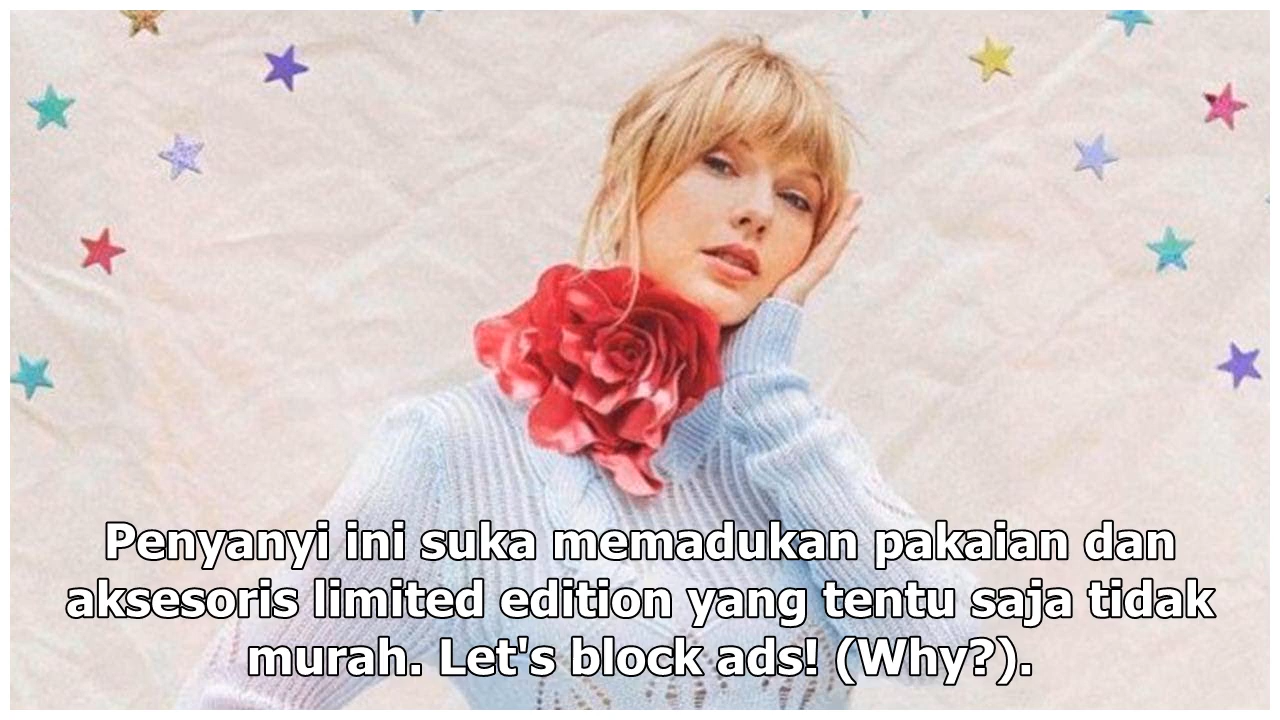 Penyanyi ini suka memadukan pakaian dan
aksesoris limited edition yang tentu saja tidak
murah. Let's block ads! (Why?).